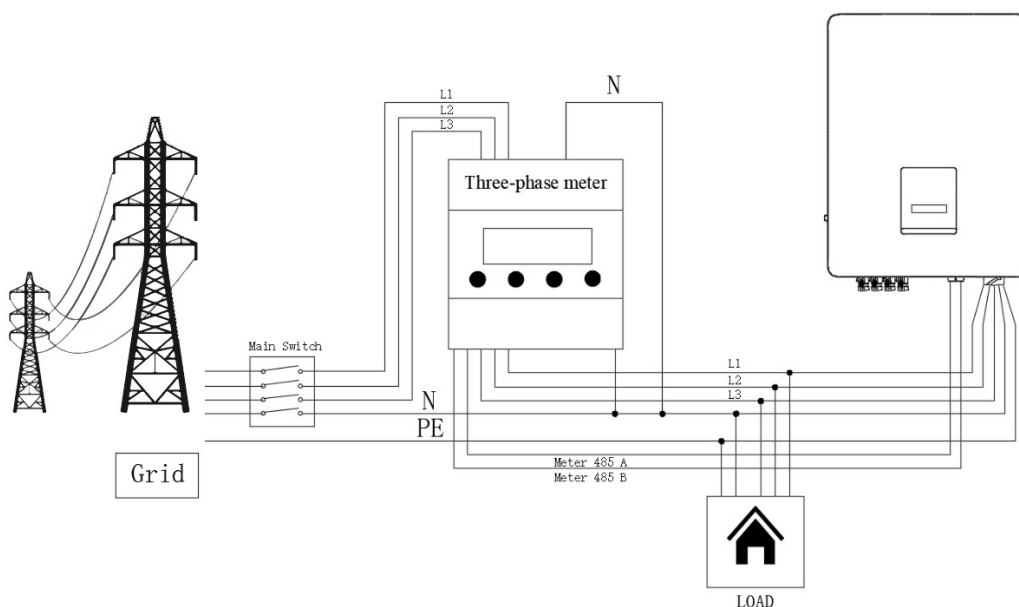 L1
L2
L3
N
Three-phase meter
Main Switch
N
PE
L1
L2
L3
Meter 485 A
Meter 485 B
Grid
LOAD